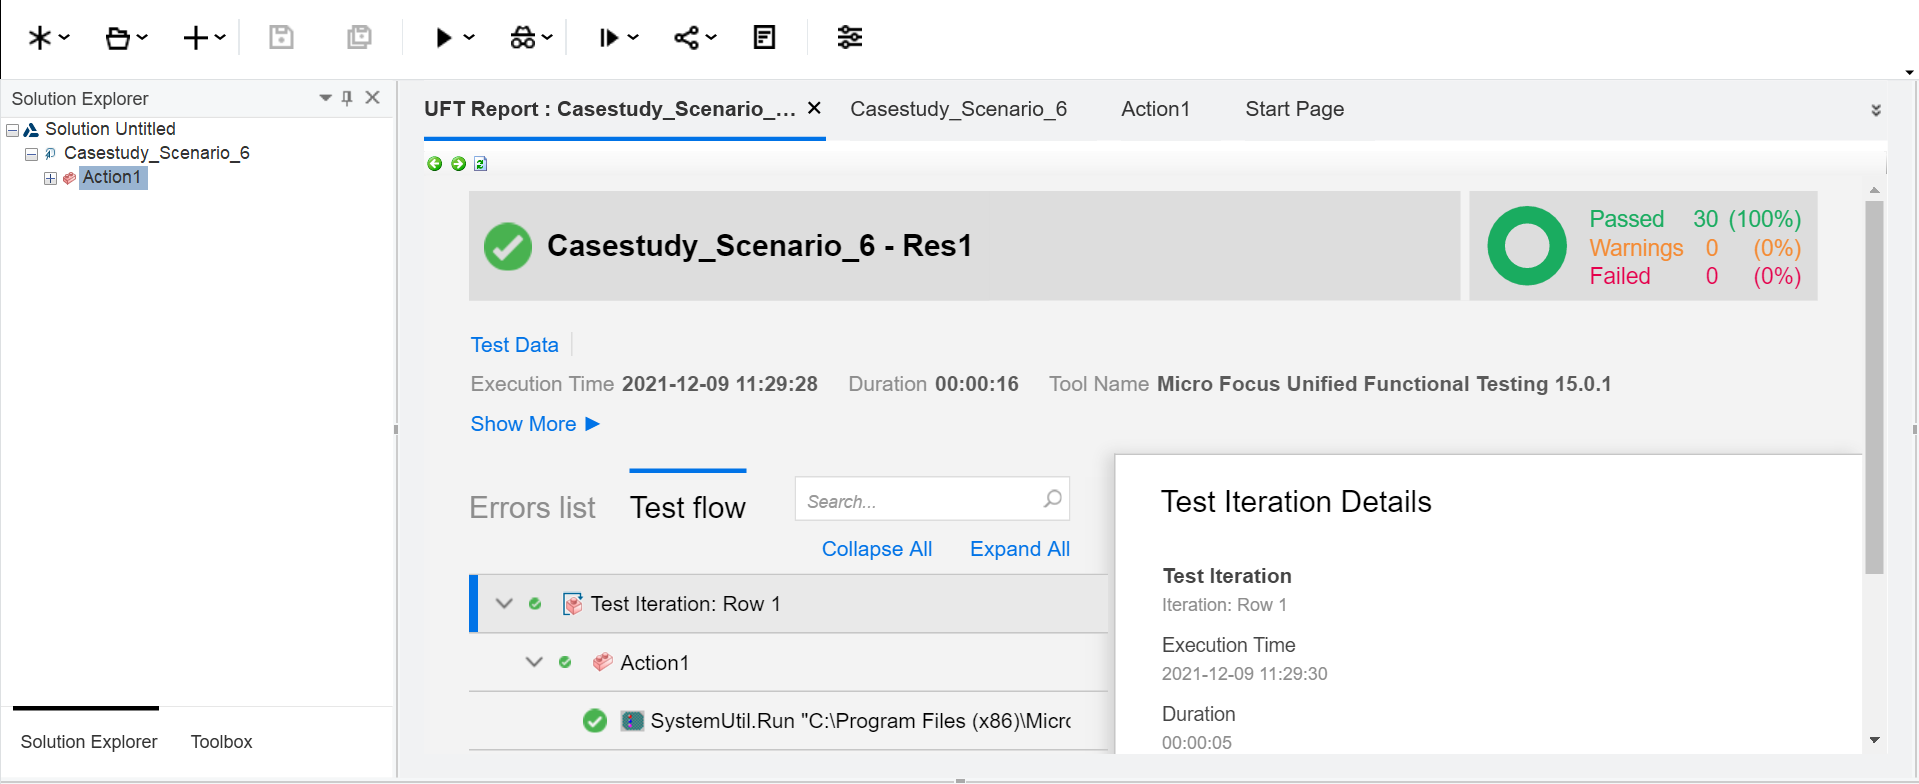 Solution Explorer
Solution Untitled
Casestudy_Scenario_6
Action1
Solution Explorer
Toolbox
UFT Report : Casestudy_Scenario_...
Casestudy_Scenario_6
Action1
Start Page
Casestudy_Scenario_6 - Res1
Passed 30 (100%)
Warnings 0 (0%)
Failed 0 (0%)
Test Data
Execution Time 2021-12-09 11:29:28 Duration 00:00:16 Tool Name Micro Focus Unified Functional Testing 15.0.1
Show More
Errors list
Test flow
Search...
Collapse All
Expand All
Test Iteration: Row 1
Action1
SystemUtil.Run "C:\Program Files (x86)\Micro
Test Iteration Details
Test Iteration
Iteration: Row 1
Execution Time
2021-12-09 11:29:30
Duration
00:00:05